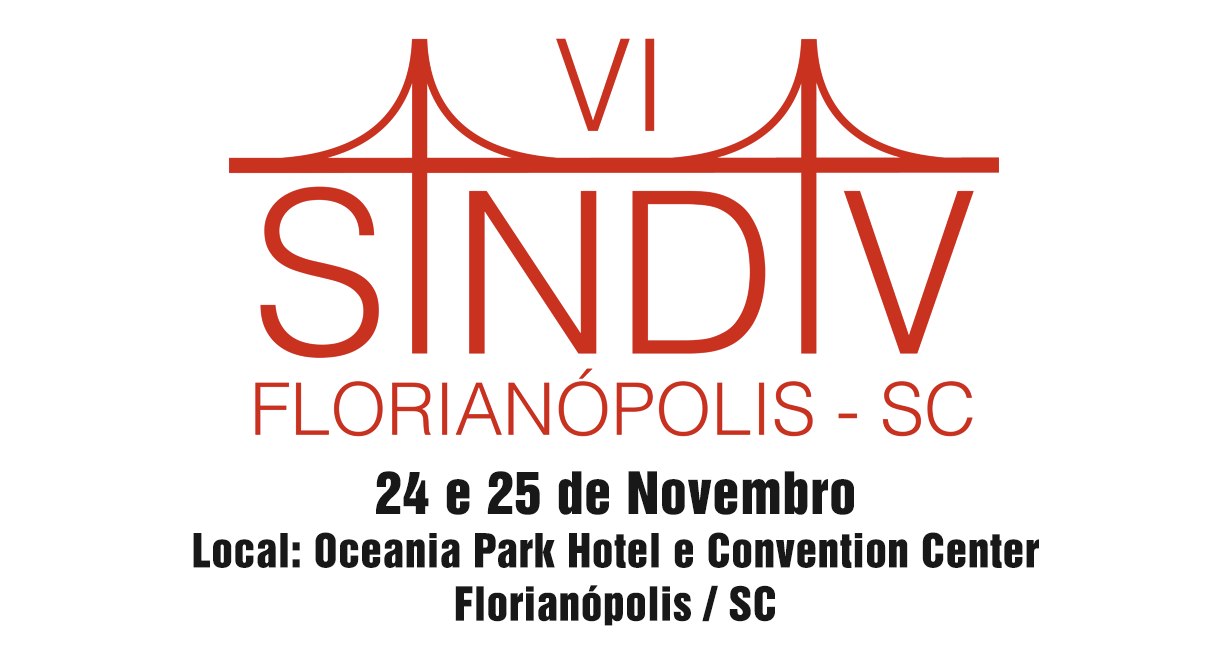 VI
SINDIV
FLORIANÓPOLIS - SC
24 e 25 de Novembro
Local: Oceania Park Hotel e Convention Center
Florianópolis / SC